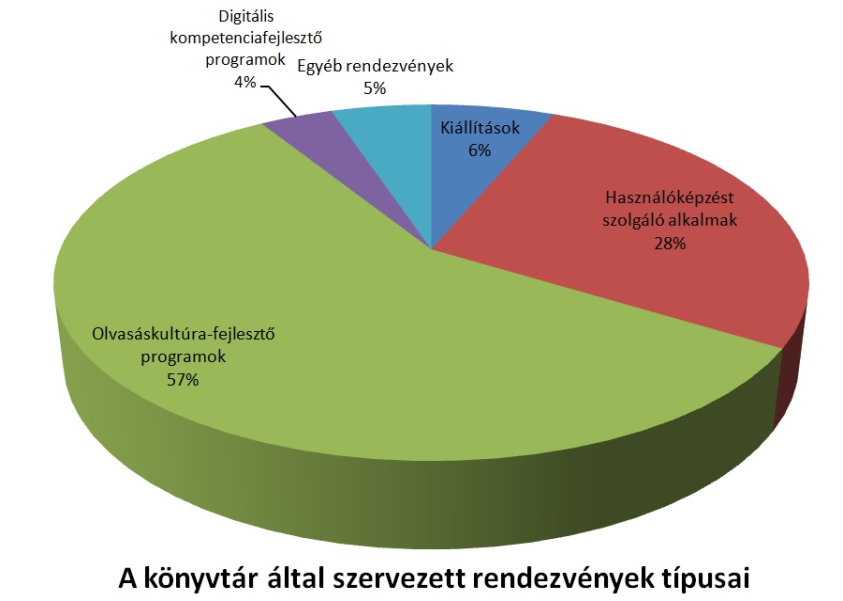 Digitális
kompetenciafejlesztő
programok
4%
Egyéb rendezvények
5%
Kiállítások
6%
Használóképzést
szolgáló alkalmak
28%
Olvasáskultúra-fejlesztő
programok
57%
A könyvtár által szervezett rendezvények típusai